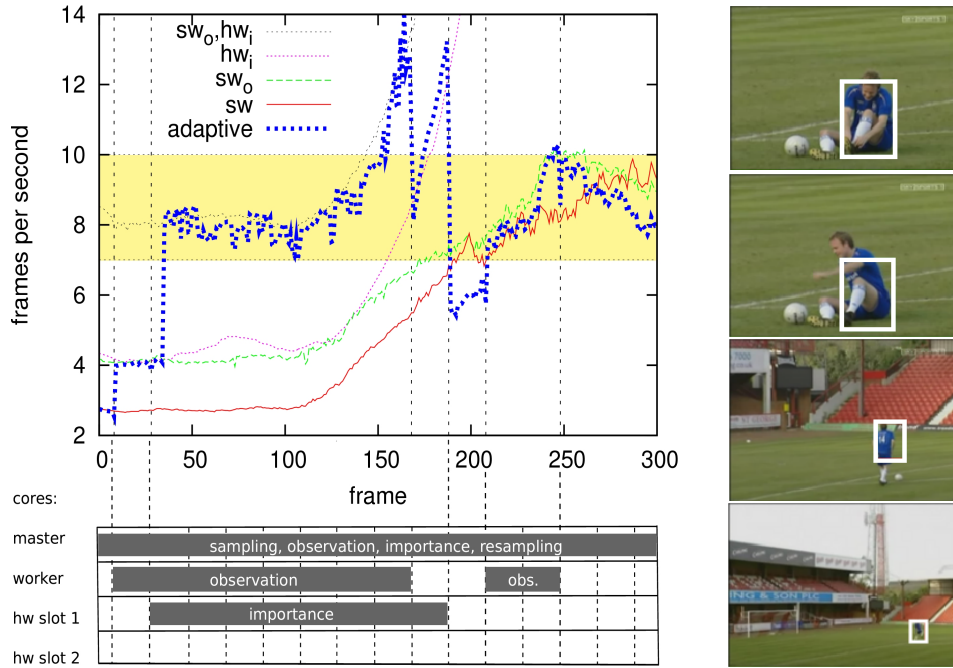 frames per second
14
12
10
8
6
4
2
sw_o,hw_i
hw_i
sw_o
sw
adaptive
0 50 100 150 200 250 300
frame
cores:
master
sampling, observation, importance, resampling
worker
observation
obs.
hw slot 1
importance
hw slot 2